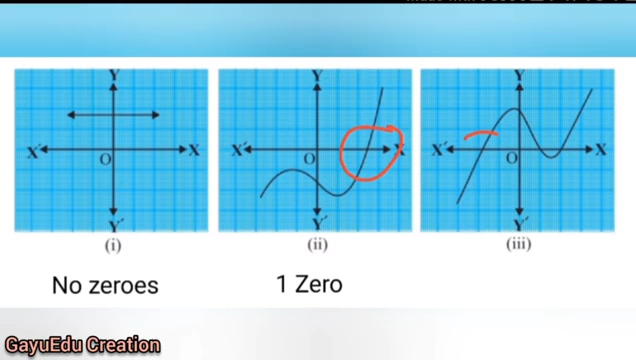 Y Y Y
X' O X X' O X X' O X
Y' Y' Y'
(i) (ii) (iii)
No zeroes 1 Zero
GayuEdu Creation